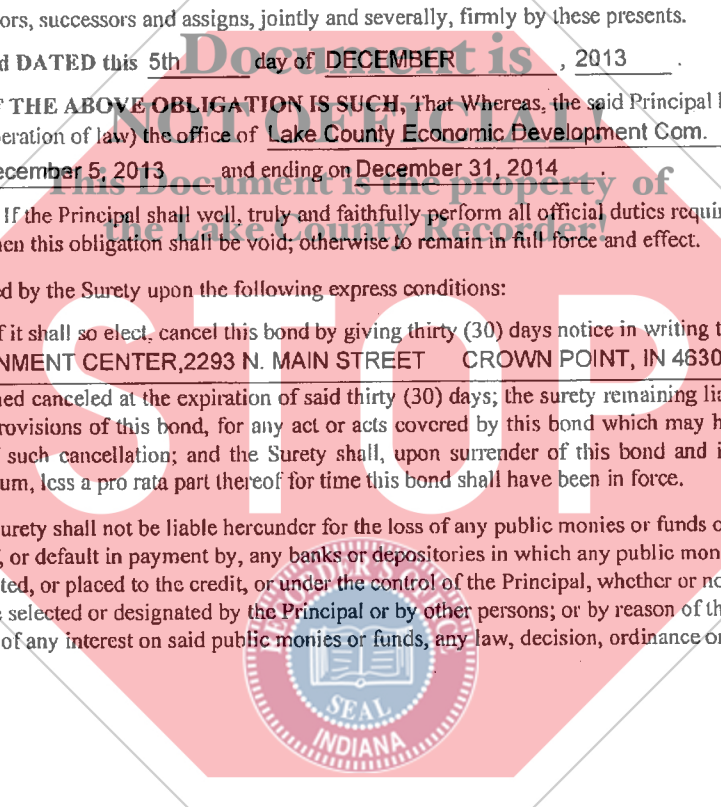 ors, successors and assigns, jointly and severally, firmly by these presents.
d DATED this 5th day of DECEMBER , 2013 .
Document is
F THE ABOVE OBLIGATION IS SUCH, That Whereas, the said Principal
NOT OFFICIAL!
peration of law) the office of Lake County Economic Development Com.
ecember 5, 2013 and ending on December 31, 2014 .
This Document is the property of
If the Principal shall well, truly and faithfully perform all official duties requir
the Lake County Recorder!
hen this obligation shall be void; otherwise to remain in full force and effect.
ed by the Surety upon the following express conditions:
f it shall so elect, cancel this bond by giving thirty (30) days notice in writing t
NMENT CENTER,2293 N. MAIN STREET CROWN POINT, IN 4630
STOP
ned canceled at the expiration of said thirty (30) days; the surety remaining lia
rovisions of this bond, for any act or acts covered by this bond which may h
f such cancellation; and the Surety shall, upon surrender of this bond and i
um, less a pro rata part thereof for time this bond shall have been in force.
urety shall not be liable hereunder for the loss of any public monies or funds o
, or default in payment by, any banks or depositories in which any public mon
ted, or placed to the credit, or under the control of the Principal, whether or no
e selected or designated by the Principal or by other persons; or by reason of th
of any interest on said public monies or funds, any law, decision, ordinance or
RECORDER'S OFFICE
SEAL
INDIANA